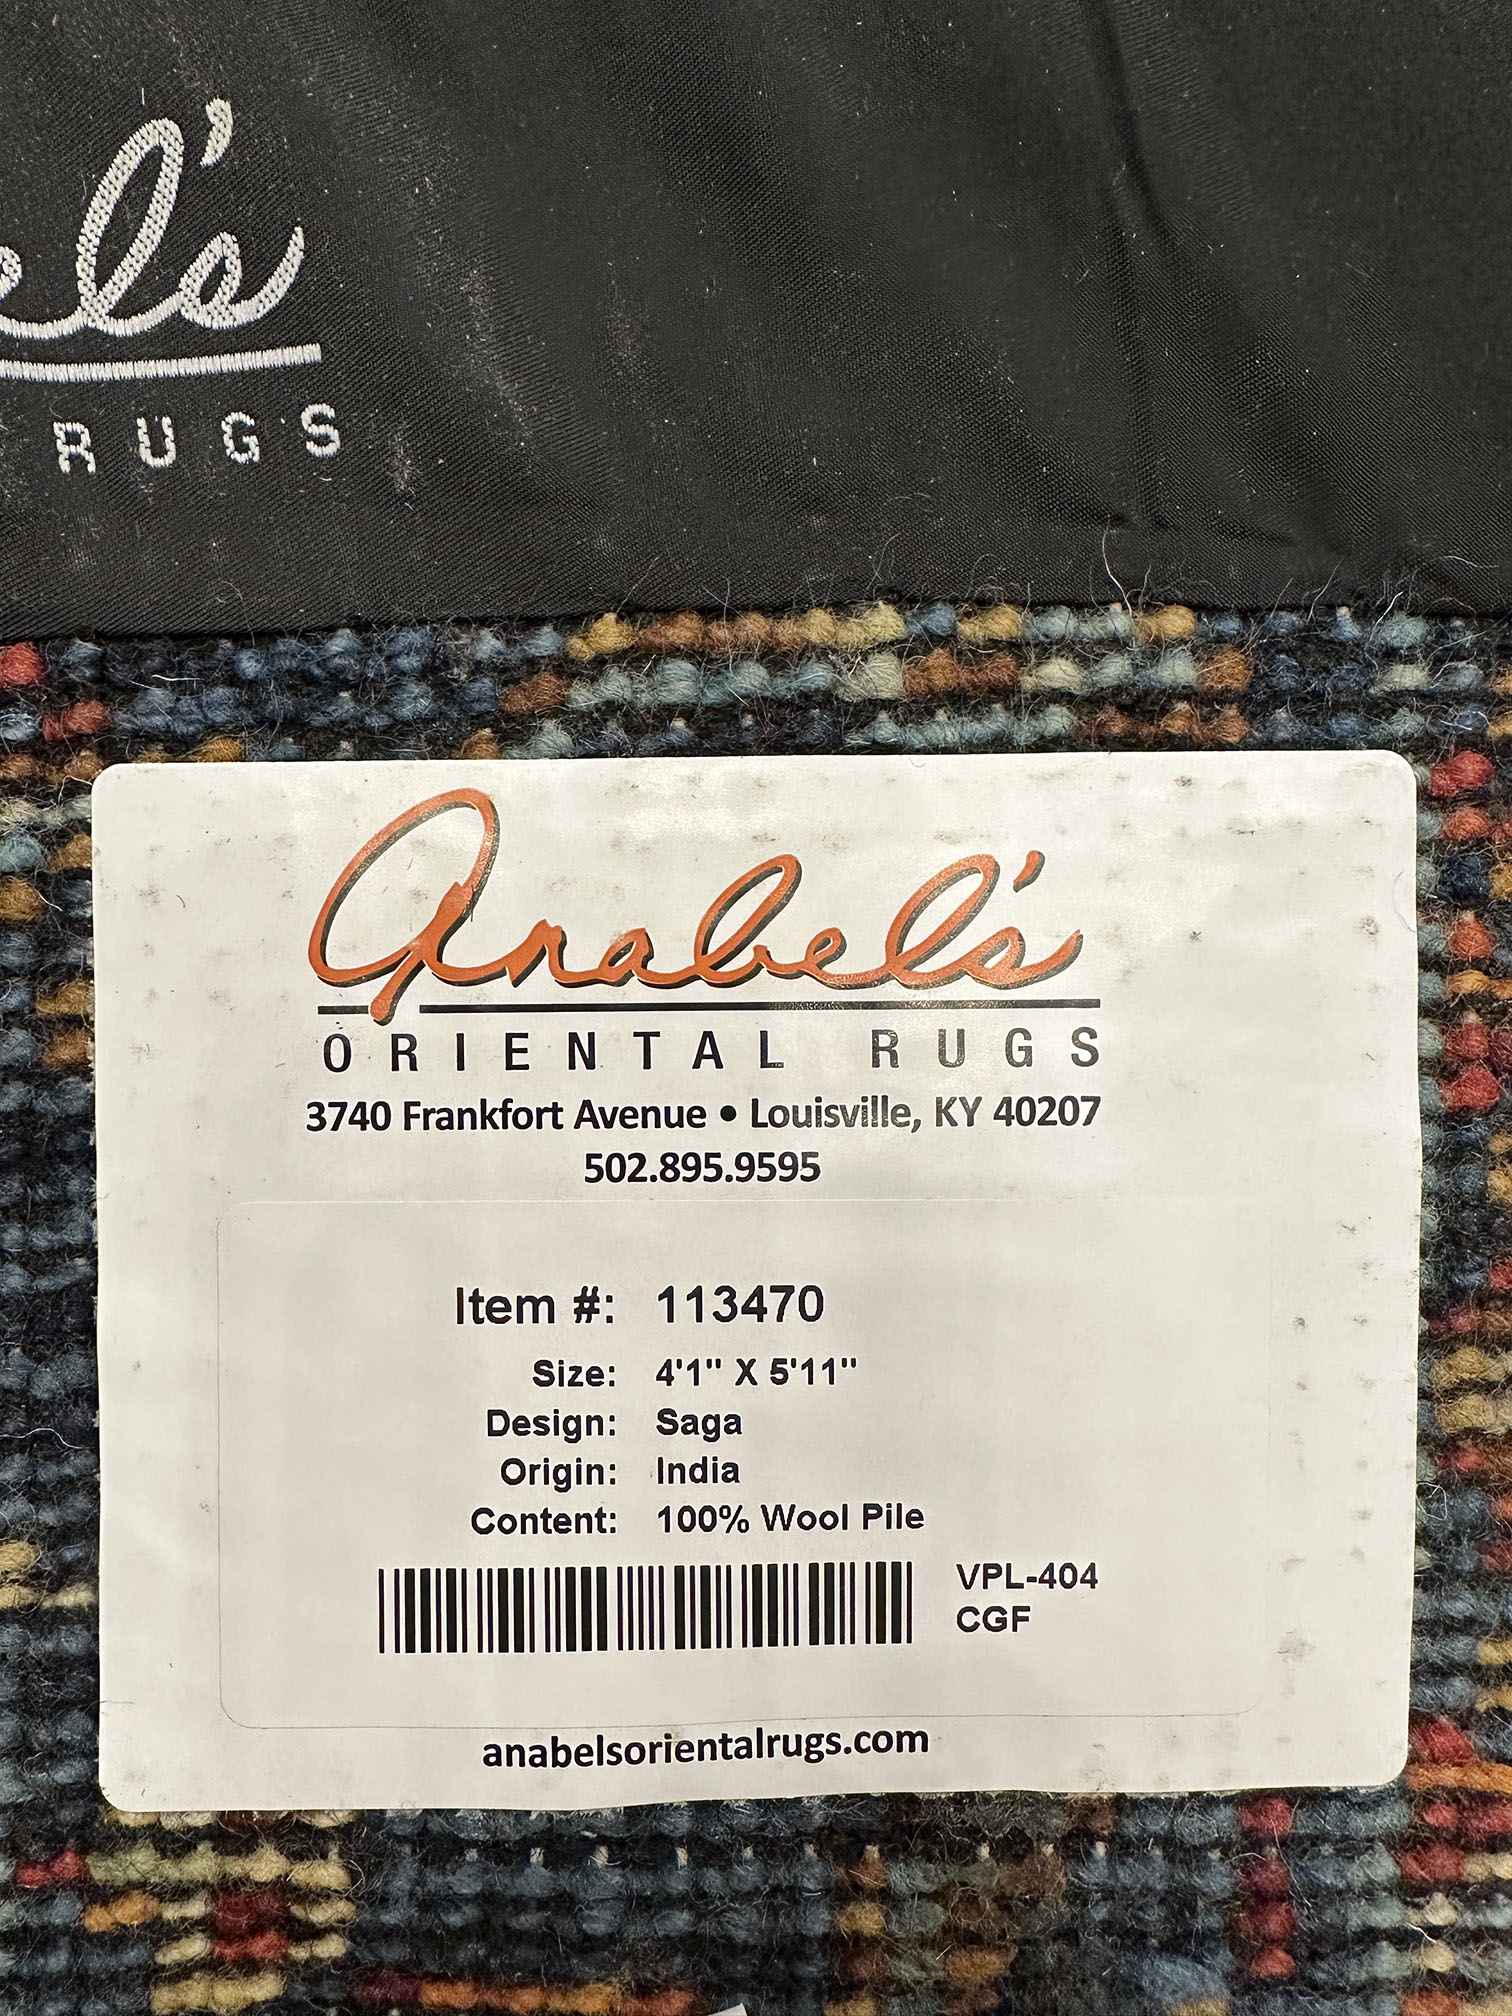 el's
RUGS
Anabel's
ORIENTAL RUGS
3740 Frankfort Avenue • Louisville, KY 40207
502.895.9595
Item #: 113470
Size: 4'1" X 5'11"
Design: Saga
Origin: India
Content: 100% Wool Pile
VPL-404
CGF
anabelsorientalrugs.com